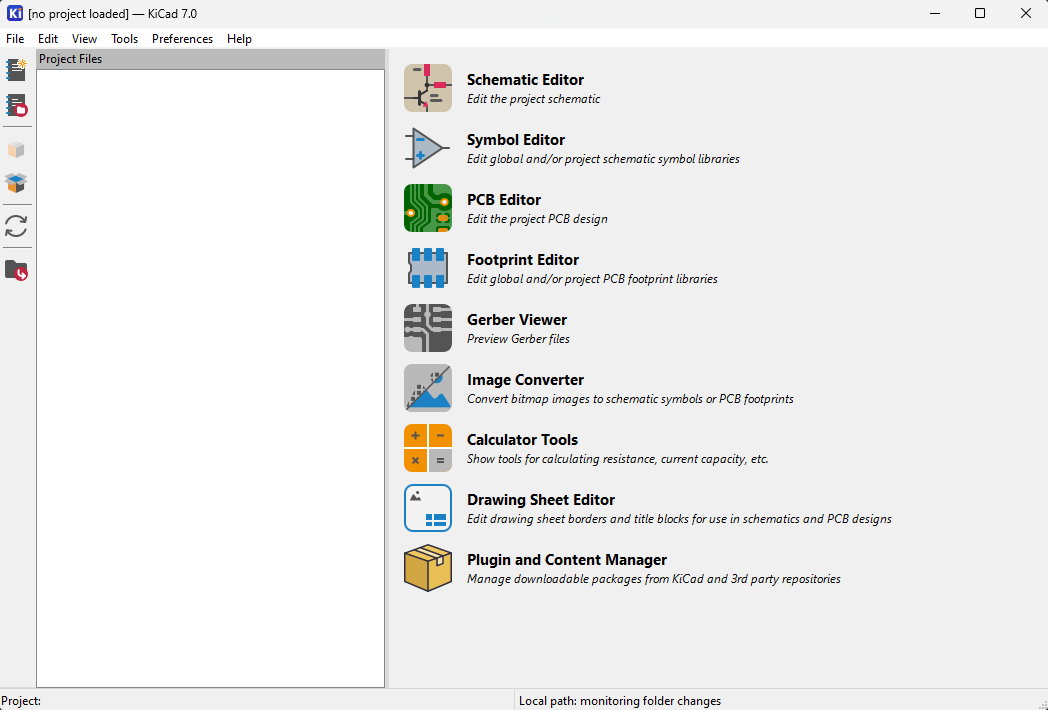 Ki [no project loaded] — KiCad 7.0
File Edit View Tools Preferences Help
Project Files
Schematic Editor
Edit the project schematic
Symbol Editor
Edit global and/or project schematic symbol libraries
PCB Editor
Edit the project PCB design
Footprint Editor
Edit global and/or project PCB footprint libraries
Gerber Viewer
Preview Gerber files
Image Converter
Convert bitmap images to schematic symbols or PCB footprints
Calculator Tools
Show tools for calculating resistance, current capacity, etc.
Drawing Sheet Editor
Edit drawing sheet borders and title blocks for use in schematics and PCB designs
Plugin and Content Manager
Manage downloadable packages from KiCad and 3rd party repositories
Project:
Local path: monitoring folder changes